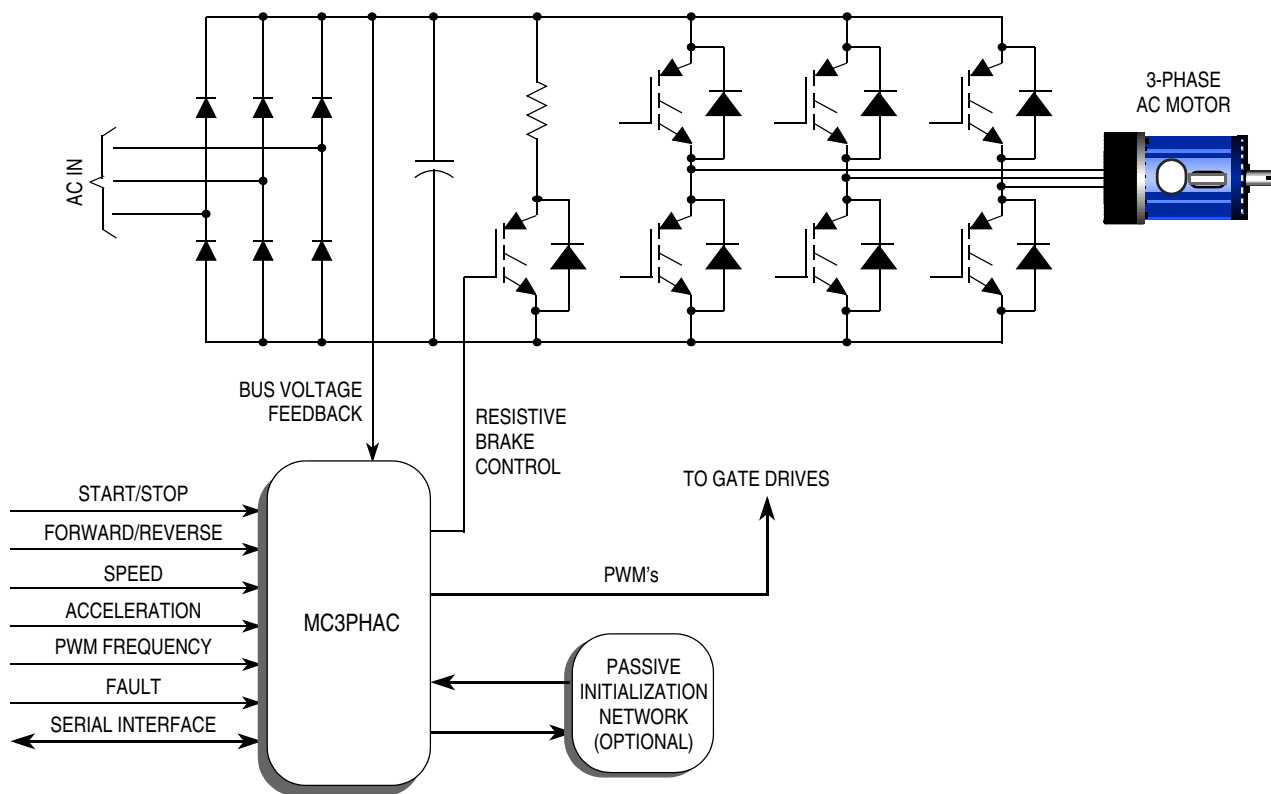 3-PHASE
AC MOTOR
AC IN
BUS VOLTAGE
FEEDBACK
RESISTIVE
BRAKE
CONTROL
TO GATE DRIVES
START/STOP
FORWARD/REVERSE
SPEED
ACCELERATION
PWM FREQUENCY
FAULT
SERIAL INTERFACE
MC3PHAC
PWM's
PASSIVE
INITIALIZATION
NETWORK
(OPTIONAL)